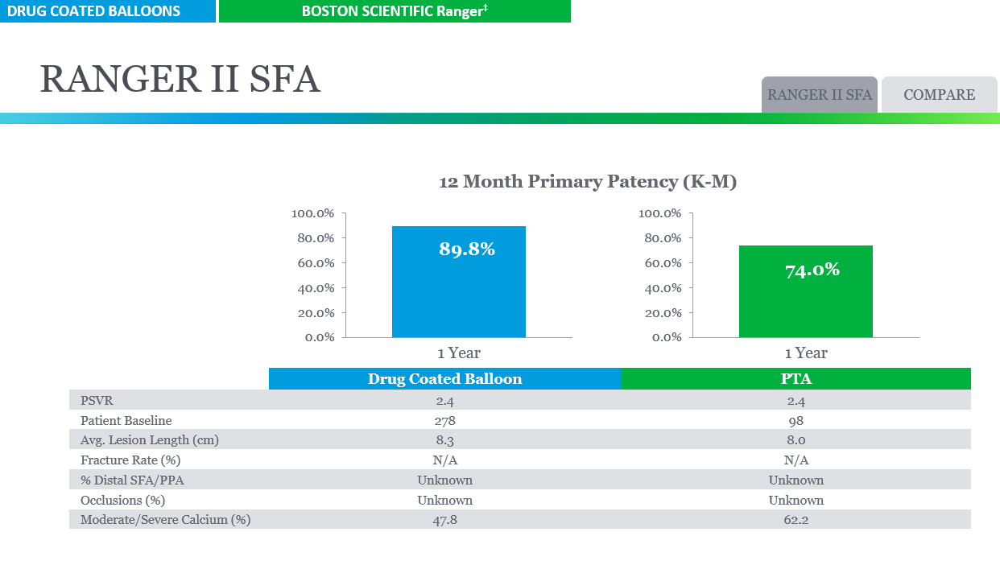 DRUG COATED BALLOONS
BOSTON SCIENTIFIC Ranger‡
RANGER II SFA
RANGER II SFA
COMPARE
12 Month Primary Patency (K-M)
100.0%
80.0%
60.0%
40.0%
20.0%
0.0%
89.8%
1 Year
100.0%
80.0%
60.0%
40.0%
20.0%
0.0%
74.0%
1 Year
Drug Coated Balloon PTA
PSVR 2.4 2.4
Patient Baseline 278 98
Avg. Lesion Length (cm) 8.3 8.0
Fracture Rate (%) N/A N/A
% Distal SFA/PPA Unknown Unknown
Occlusions (%) Unknown Unknown
Moderate/Severe Calcium (%) 47.8 62.2